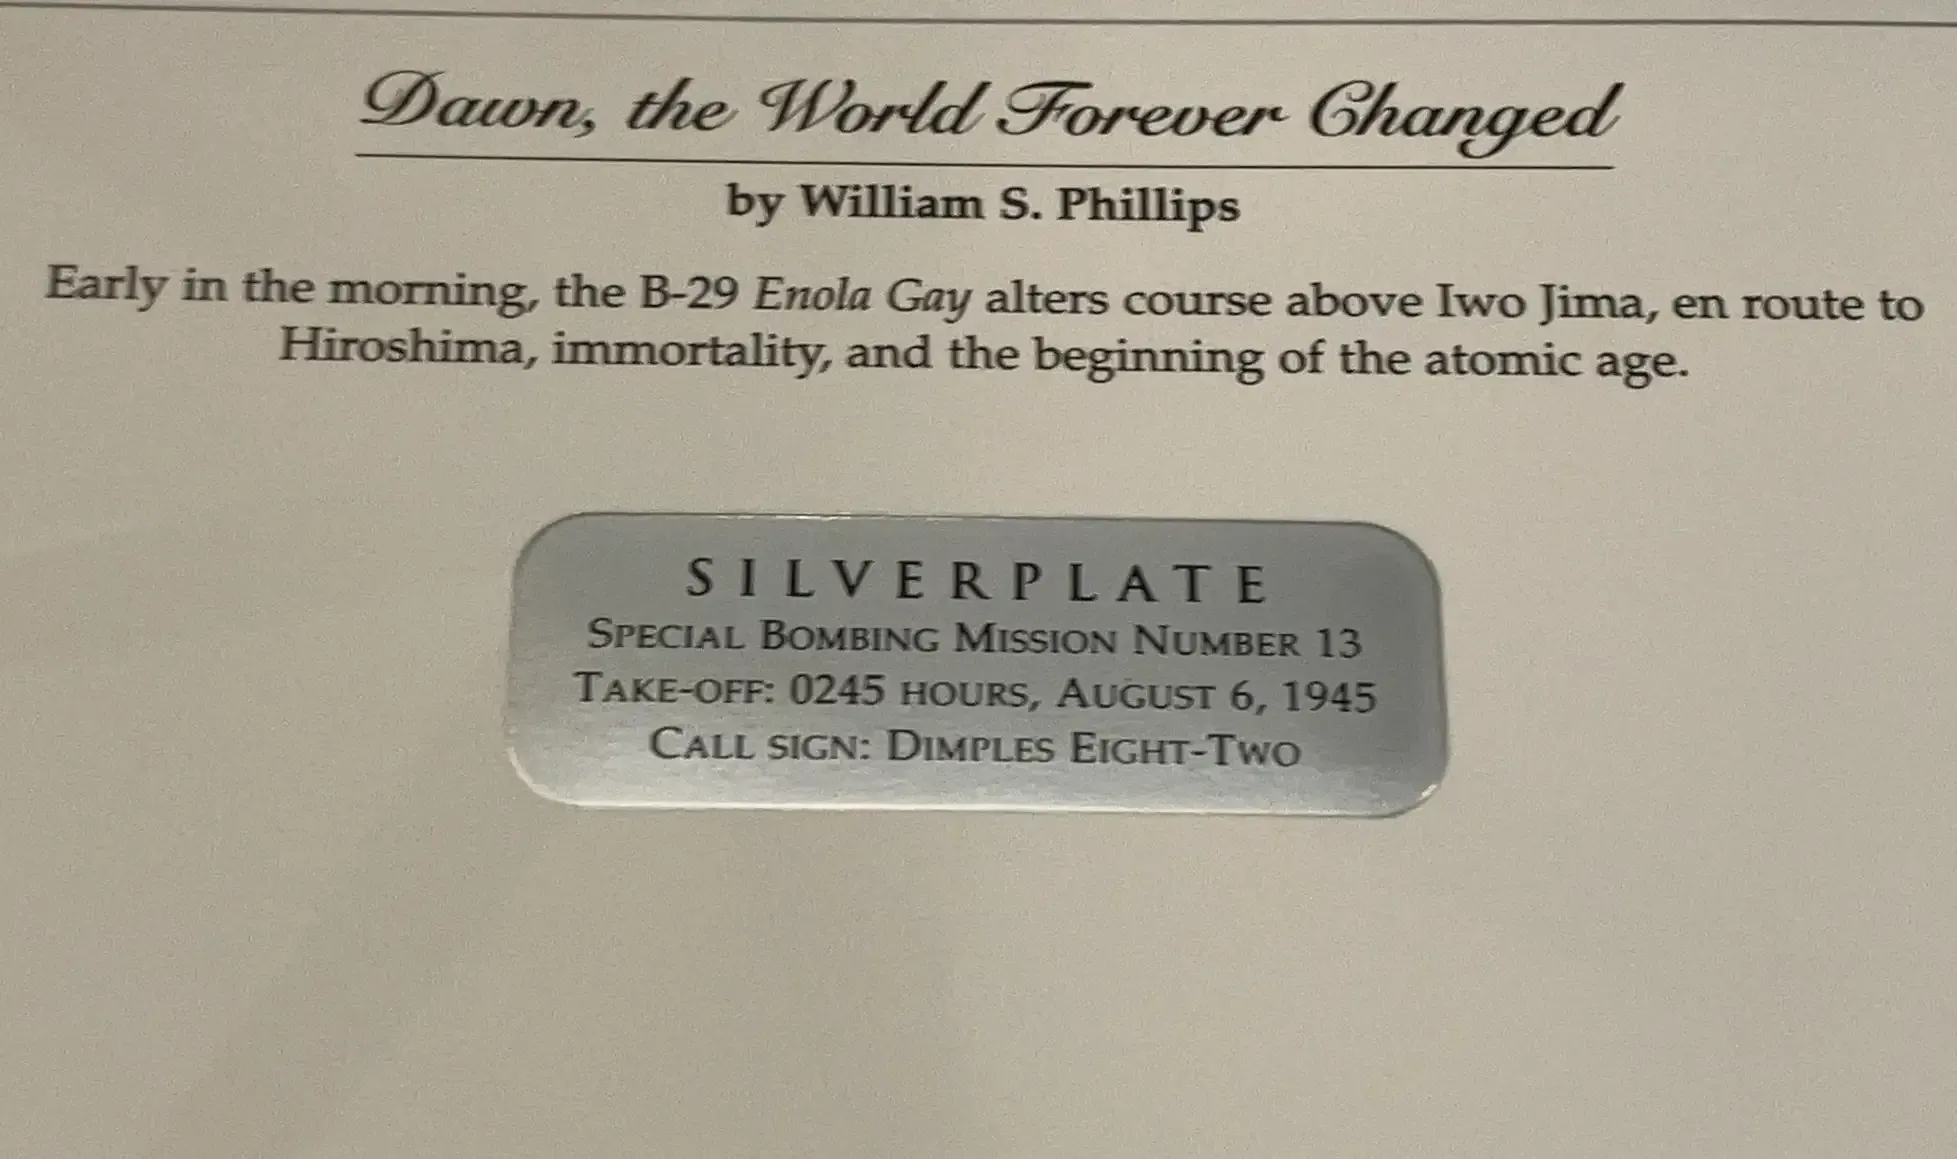 Dawn, the World Forever Changed
by William S. Phillips
Early in the morning, the B-29 Enola Gay alters course above Iwo Jima, en route to
Hiroshima, immortality, and the beginning of the atomic age.
SILVERPLATE
SPECIAL BOMBING MISSION NUMBER 13
TAKE-OFF: 0245 HOURS, AUGUST 6, 1945
CALL SIGN: DIMPLES EIGHT-TWO